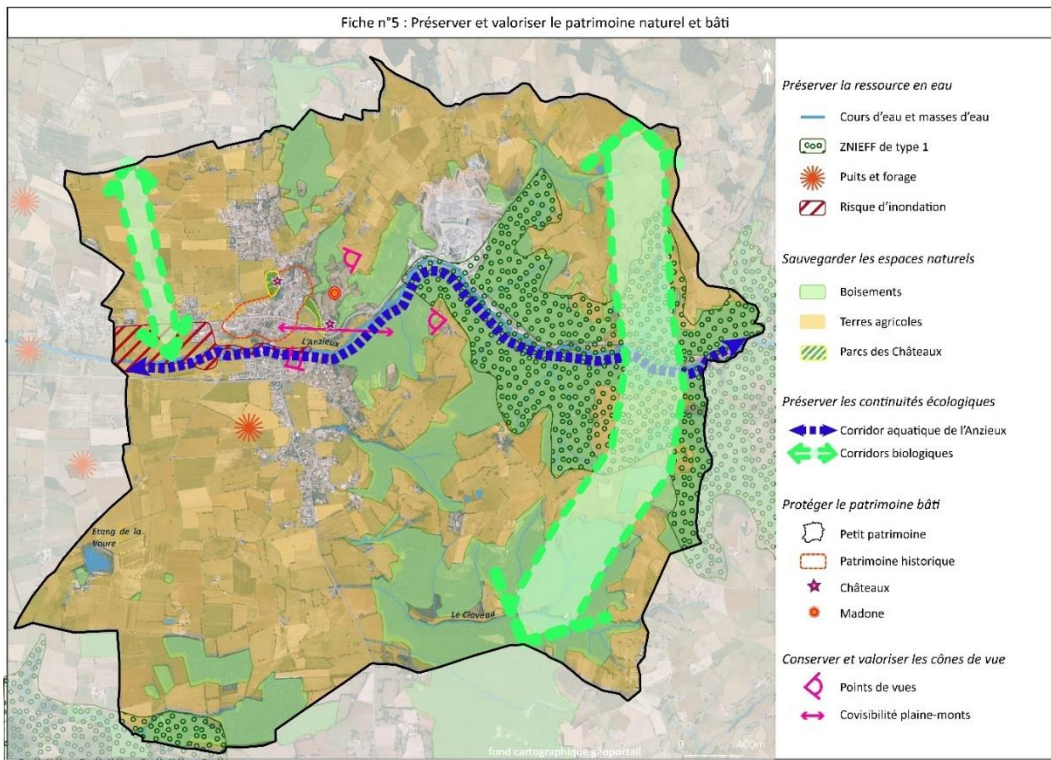 Fiche n°5 : Préserver et valoriser le patrimoine naturel et bâti
N
Préserver la ressource en eau
Cours d'eau et masses d'eau
ZNIEFF de type 1
Puits et forage
Risque d'inondation
Sauvegarder les espaces naturels
Boisements
Terres agricoles
Parcs des Châteaux
Préserver les continuités écologiques
Corridor aquatique de l'Anzieux
Corridors biologiques
Protéger le patrimoine bâti
Petit patrimoine
Patrimoine historique
Châteaux
Madone
Conserver et valoriser les cônes de vue
Points de vues
Covisibilité plaine-monts
L'Anzieux
Etang de la
Voure
Le Claveau
fond cartographique géoportail
0 400m